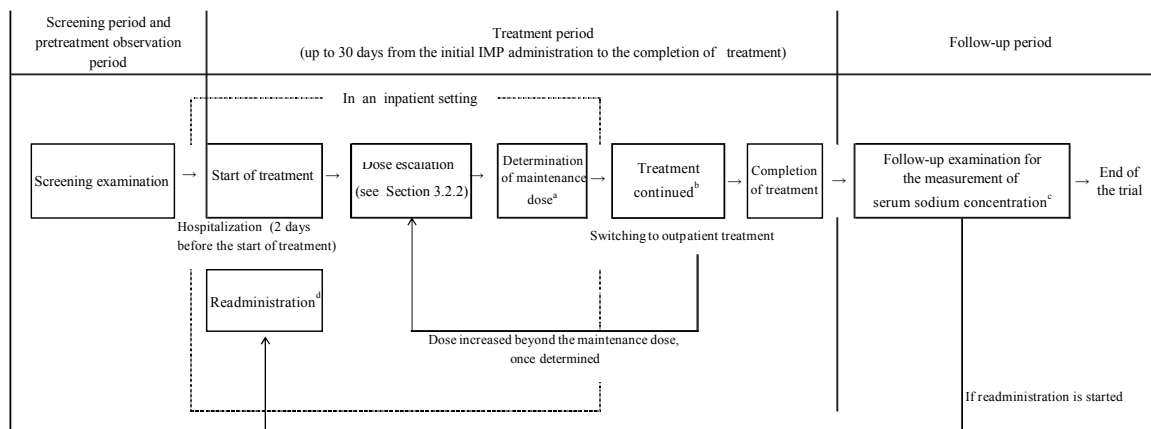 Screening period and
pretreatment observation
period
Treatment period
(up to 30 days from the initial IMP administration to the completion of treatment)
Follow-up period
In an inpatient setting
Screening examination
→
Start of treatment
→
Dose escalation
(see Section 3.2.2)
→
Determination
of maintenance
dose^a
→
Treatment
continued^b
→
Completion
of treatment
→
Follow-up examination for
the measurement of
serum sodium concentration^c
→
End of
the trial
Hospitalization (2 days
before the start of treatment)
Switching to outpatient treatment
Readministration^d
Dose increased beyond the maintenance dose,
once determined
If readministration is started